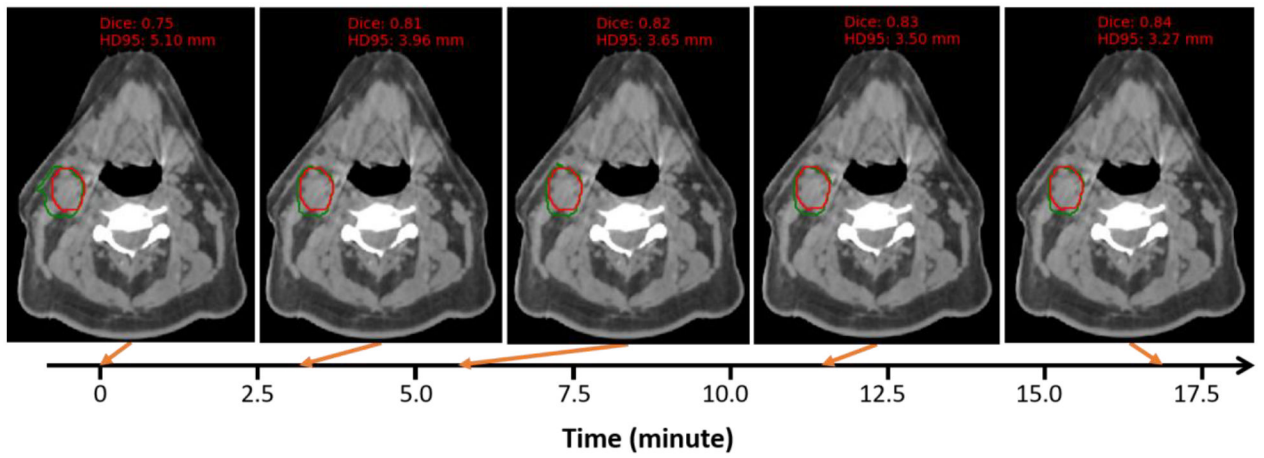 Dice: 0.75
HD95: 5.10 mm
Dice: 0.81
HD95: 3.96 mm
Dice: 0.82
HD95: 3.65 mm
Dice: 0.83
HD95: 3.50 mm
Dice: 0.84
HD95: 3.27 mm
0 2.5 5.0 7.5 10.0 12.5 15.0 17.5
Time (minute)